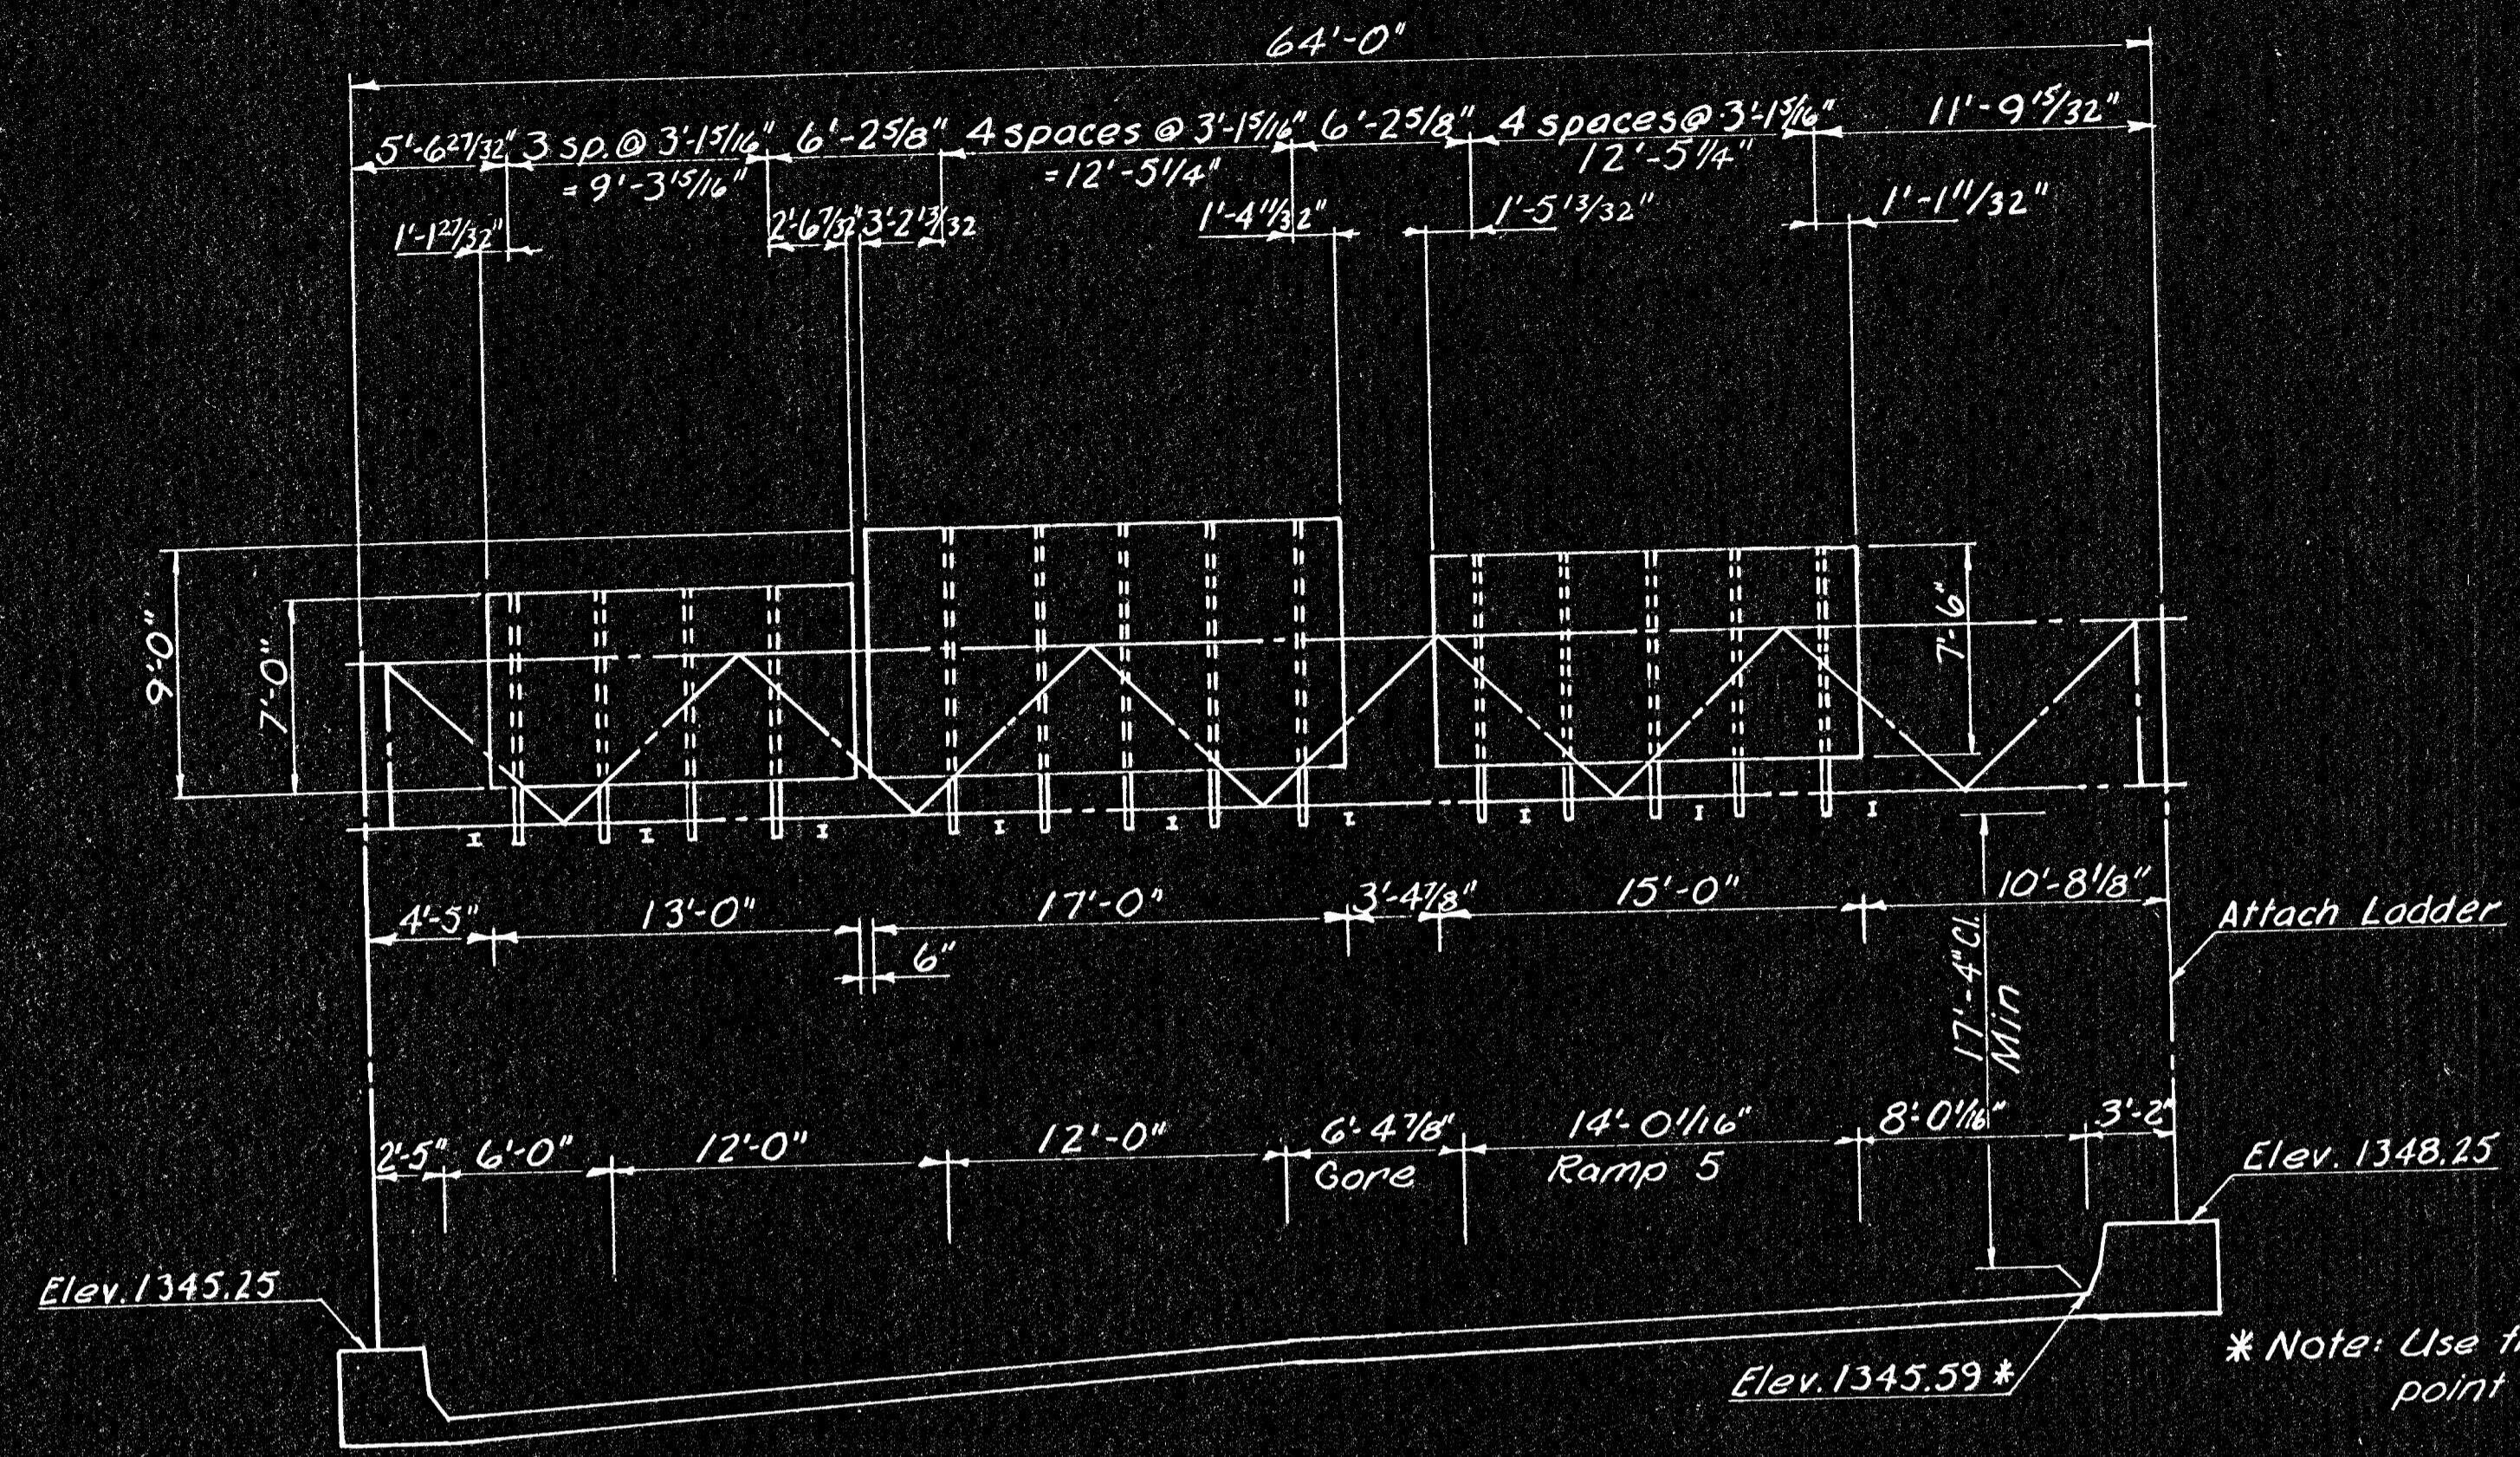 64'-0"
5'-6 27/32" 3 sp. @ 3'-1 5/16" 6'-2 5/8" 4 spaces @ 3'-1 5/16" 6'-2 5/8" 4 spaces @ 3'-1 5/16" 11'-9 15/32"
= 9'-3 15/16" = 12'-5 1/4" 12'-5 1/4"
1'-1 27/32" 2'-6 7/32" 3'-2 13/32 1'-4 11/32" 1'-5 13/32" 1'-1 11/32"
9'-0"
7'-0"
7'-6"
I I I I I I I I I
4'-5" 13'-0" 17'-0" 3'-4 7/8" 15'-0" 10'-8 1/8"
6"
Attach Ladder
17'-4" Cl.
Min
2'-5" 6'-0" 12'-0" 12'-0" 6'-4 7/8" 14'-0 1/16" 8'-0 1/16" 3'-2"
Gore Ramp 5
Elev. 1348.25
Elev. 1345.25
Elev. 1345.59 *
* Note: Use
point